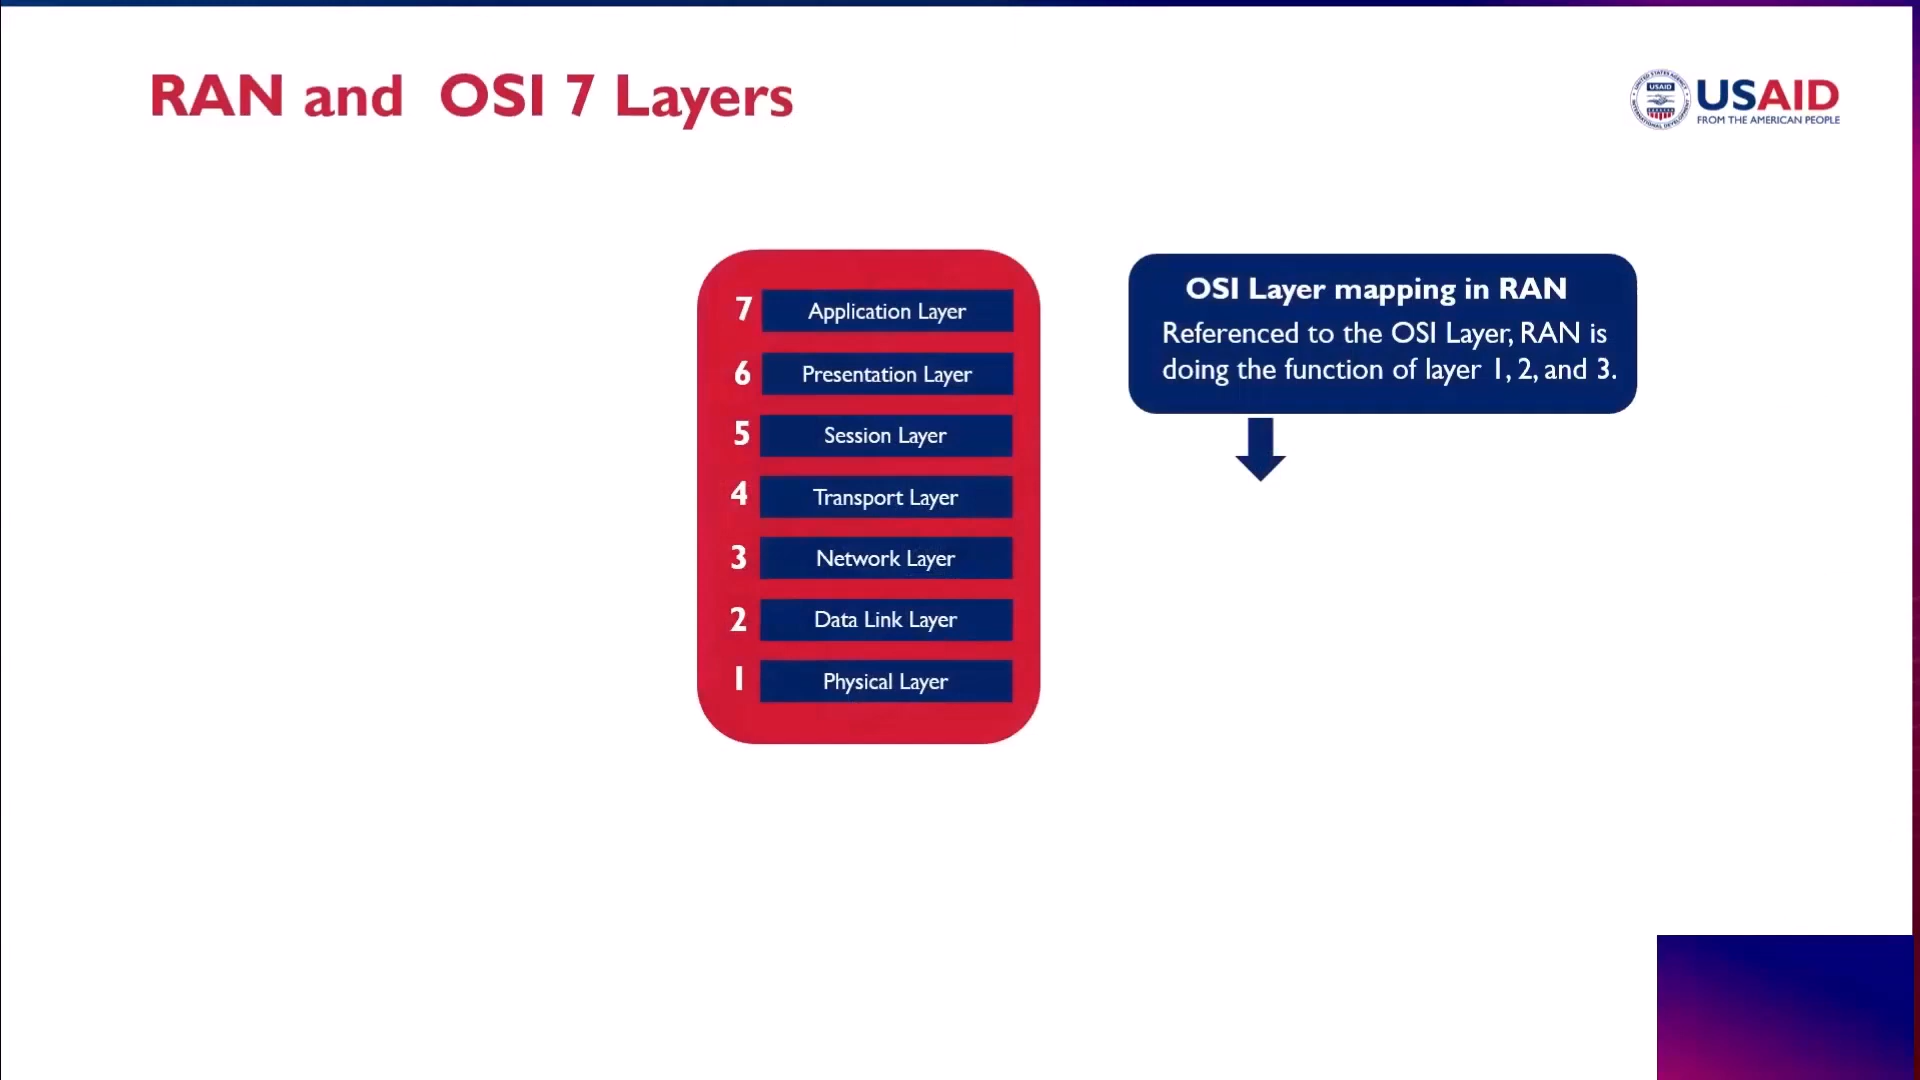 RAN and OSI 7 Layers
USAID
USAID
FROM THE AMERICAN PEOPLE
7 Application Layer
6 Presentation Layer
5 Session Layer
4 Transport Layer
3 Network Layer
2 Data Link Layer
1 Physical Layer
OSI Layer mapping in RAN
Referenced to the OSI Layer, RAN is
doing the function of layer 1, 2, and 3.